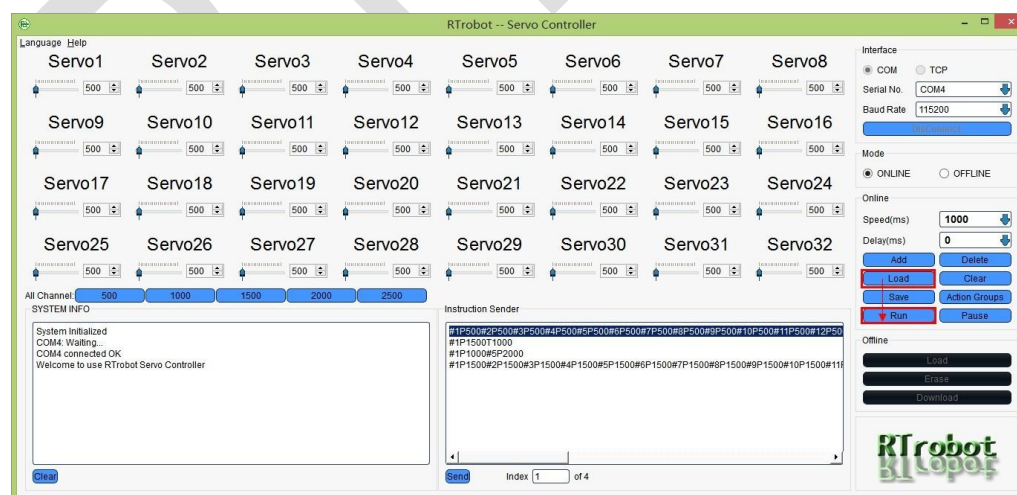 RTrobot -- Servo Controller
Language Help
Servo1 Servo2 Servo3 Servo4 Servo5 Servo6 Servo7 Servo8
500 500 500 500 500 500 500 500
Servo9 Servo10 Servo11 Servo12 Servo13 Servo14 Servo15 Servo16
500 500 500 500 500 500 500 500
Servo17 Servo18 Servo19 Servo20 Servo21 Servo22 Servo23 Servo24
500 500 500 500 500 500 500 500
Servo25 Servo26 Servo27 Servo28 Servo29 Servo30 Servo31 Servo32
500 500 500 500 500 500 500 500
All Channel: 500 1000 1500 2000 2500
SYSTEM INFO
System Initialized
COM4: Waiting...
COM4 connected OK
Welcome to use RTrobot Servo Controller
Clear
Instruction Sender
#1P500#2P500#3P500#4P500#5P500#6P500#7P500#8P500#9P500#10P500#11P500#12P50
#1P1500T1000
#1P1000#5P2000
#1P1500#2P1500#3P1500#4P1500#5P1500#6P1500#7P1500#8P1500#9P1500#10P1500#11
Send Index 1 of 4
Interface
COM TCP
Serial No. COM4
Baud Rate 115200
Mode
ONLINE OFFLINE
Online
Speed(ms) 1000
Delay(ms) 0
Add Delete
Load Clear
Save Action Groups
Run Pause
Offline
Load
Erase
Download
RTrobot